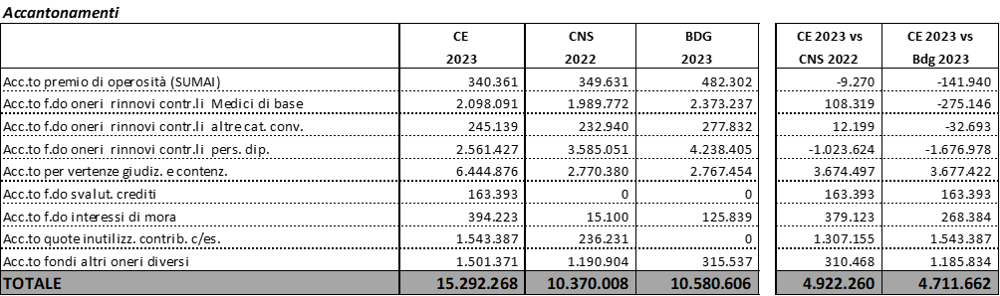 Accantonamenti
CE CNS BDG CE 2023 vs CE 2023 vs
2023 2022 2023 CNS 2022 Bdg 2023
Acc.to premio di operosità (SUMAI) 340.361 349.631 482.302 -9.270 -141.940
Acc.to f.do oneri rinnovi contr.li Medici di base 2.098.091 1.989.772 2.373.237 108.319 -275.146
Acc.to f.do oneri rinnovi contr.li altre cat. conv. 245.139 232.940 277.832 12.199 -32.693
Acc.to f.do oneri rinnovi contr.li pers. dip. 2.561.427 3.585.051 4.238.405 -1.023.624 -1.676.978
Acc.to per vertenze giudiz. e contenz. 6.444.876 2.770.380 2.767.454 3.674.497 3.677.422
Acc.to f.do svalut. crediti 163.393 0 0 163.393 163.393
Acc.to f.do interessi di mora 394.223 15.100 125.839 379.123 268.384
Acc.to quote inutilizz. contrib. c/es. 1.543.387 236.231 0 1.307.155 1.543.387
Acc.to fondi altri oneri diversi 1.501.371 1.190.904 315.537 310.468 1.185.834
TOTALE 15.292.268 10.370.008 10.580.606 4.922.260 4.711.662